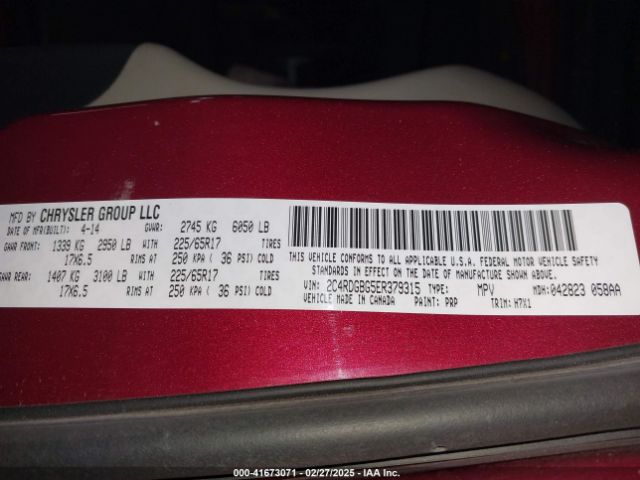 MFD BY CHRYSLER GROUP LLC
DATE OF MFR(BUILT): 4-14 GVWR: 2745 KG 6050 LB
GAWR FRONT: 1339 KG 2950 LB WITH 225/65R17 TIRES
17X6.5 RIMS AT 250 KPA ( 36 PSI) COLD
GAWR REAR: 1407 KG 3100 LB WITH 225/65R17 TIRES
17X6.5 RIMS AT 250 KPA ( 36 PSI) COLD
THIS VEHICLE CONFORMS TO ALL APPLICABLE U.S.A. FEDERAL MOTOR VEHICLE SAFETY
STANDARDS IN EFFECT ON THE DATE OF MANUFACTURE SHOWN ABOVE.
VIN: 2C4RDGBG5ER379315 TYPE: MPV MDH: 042823 058AA
VEHICLE MADE IN CANADA PAINT: PRP TRIM: H7X1
000-41673071 - 02/27/2025 - IAA Inc.